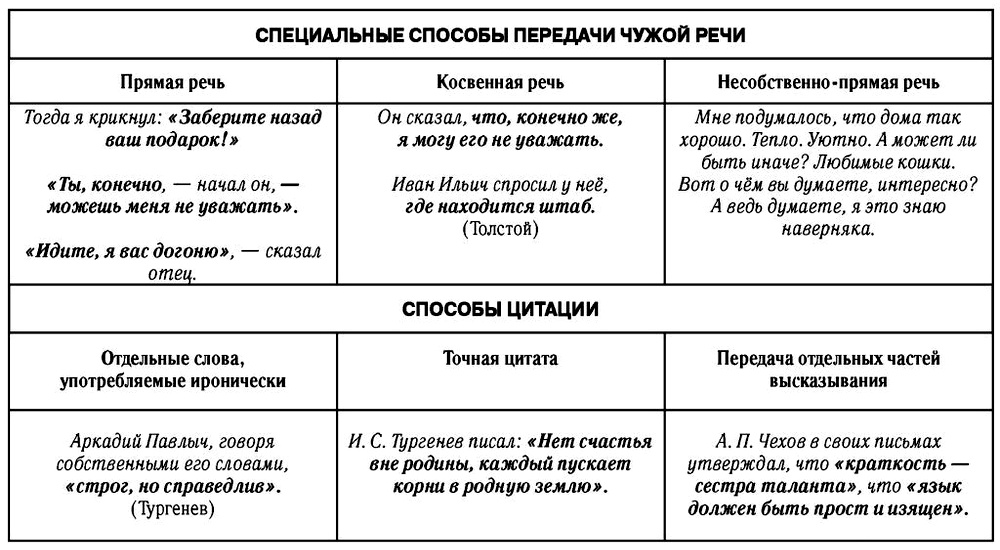 СПЕЦИАЛЬНЫЕ СПОСОБЫ ПЕРЕДАЧИ ЧУЖОЙ РЕЧИ
Прямая речь
Косвенная речь
Несобственно-прямая речь
Тогда я крикнул: «Заберите назад
ваш подарок!»
«Ты, конечно, — начал он, —
можешь меня не уважать».
«Идите, я вас догоню», — сказал
отец.
Он сказал, что, конечно же,
я могу его не уважать.
Иван Ильич спросил у неё,
где находится штаб.
(Толстой)
Мне подумалось, что дома так
хорошо. Тепло. Уютно. А может ли
быть иначе? Любимые кошки.
Вот о чём вы думаете, интересно?
А ведь думаете, я это знаю
наверняка.
СПОСОБЫ ЦИТАЦИИ
Отдельные слова,
употребляемые иронически
Точная цитата
Передача отдельных частей
высказывания
Аркадий Павлыч, говоря
собственными его словами,
«строг, но справедлив».
(Тургенев)
И. С. Тургенев писал: «Нет счастья
вне родины, каждый пускает
корни в родную землю».
А. П. Чехов в своих письмах
утверждал, что «краткость —
сестра таланта», что «язык
должен быть прост и изящен».